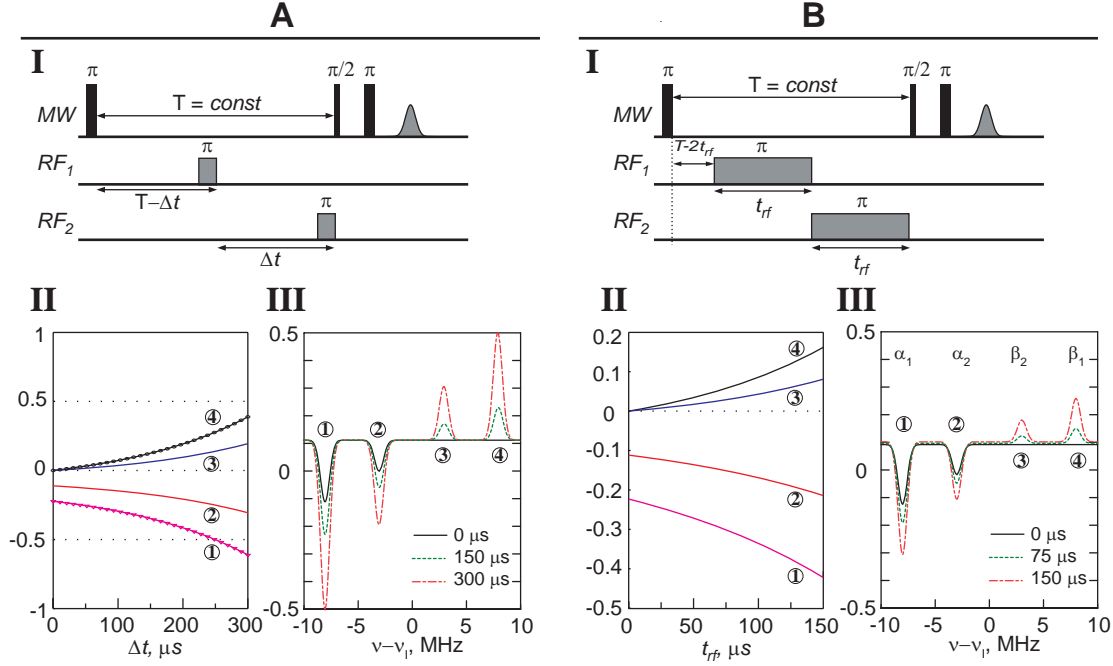 A
I
π π/2 π
MW
T = const
RF1
π
T−Δt
RF2
π
Δt
II
1
0.5
0
-0.5
-1
④
③
②
①
0 100 200 300
Δt, μs
III
0.5
0
-0.5
① ②
③ ④
0 μs
150 μs
300 μs
-10 -5 0 5 10
ν−νI, MHz
B
I
π π/2 π
MW
T = const
RF1
T-2trf
π
trf
RF2
π
trf
II
0.2
0.1
0
-0.1
-0.2
-0.3
-0.4
-0.5
④
③
②
①
0 50 100 150
trf, μs
III
0.5
0
-0.5
α1 α2 β2 β1
① ②
③ ④
0 μs
75 μs
150 μs
-10 -5 0 5 10
ν−νI, MHz